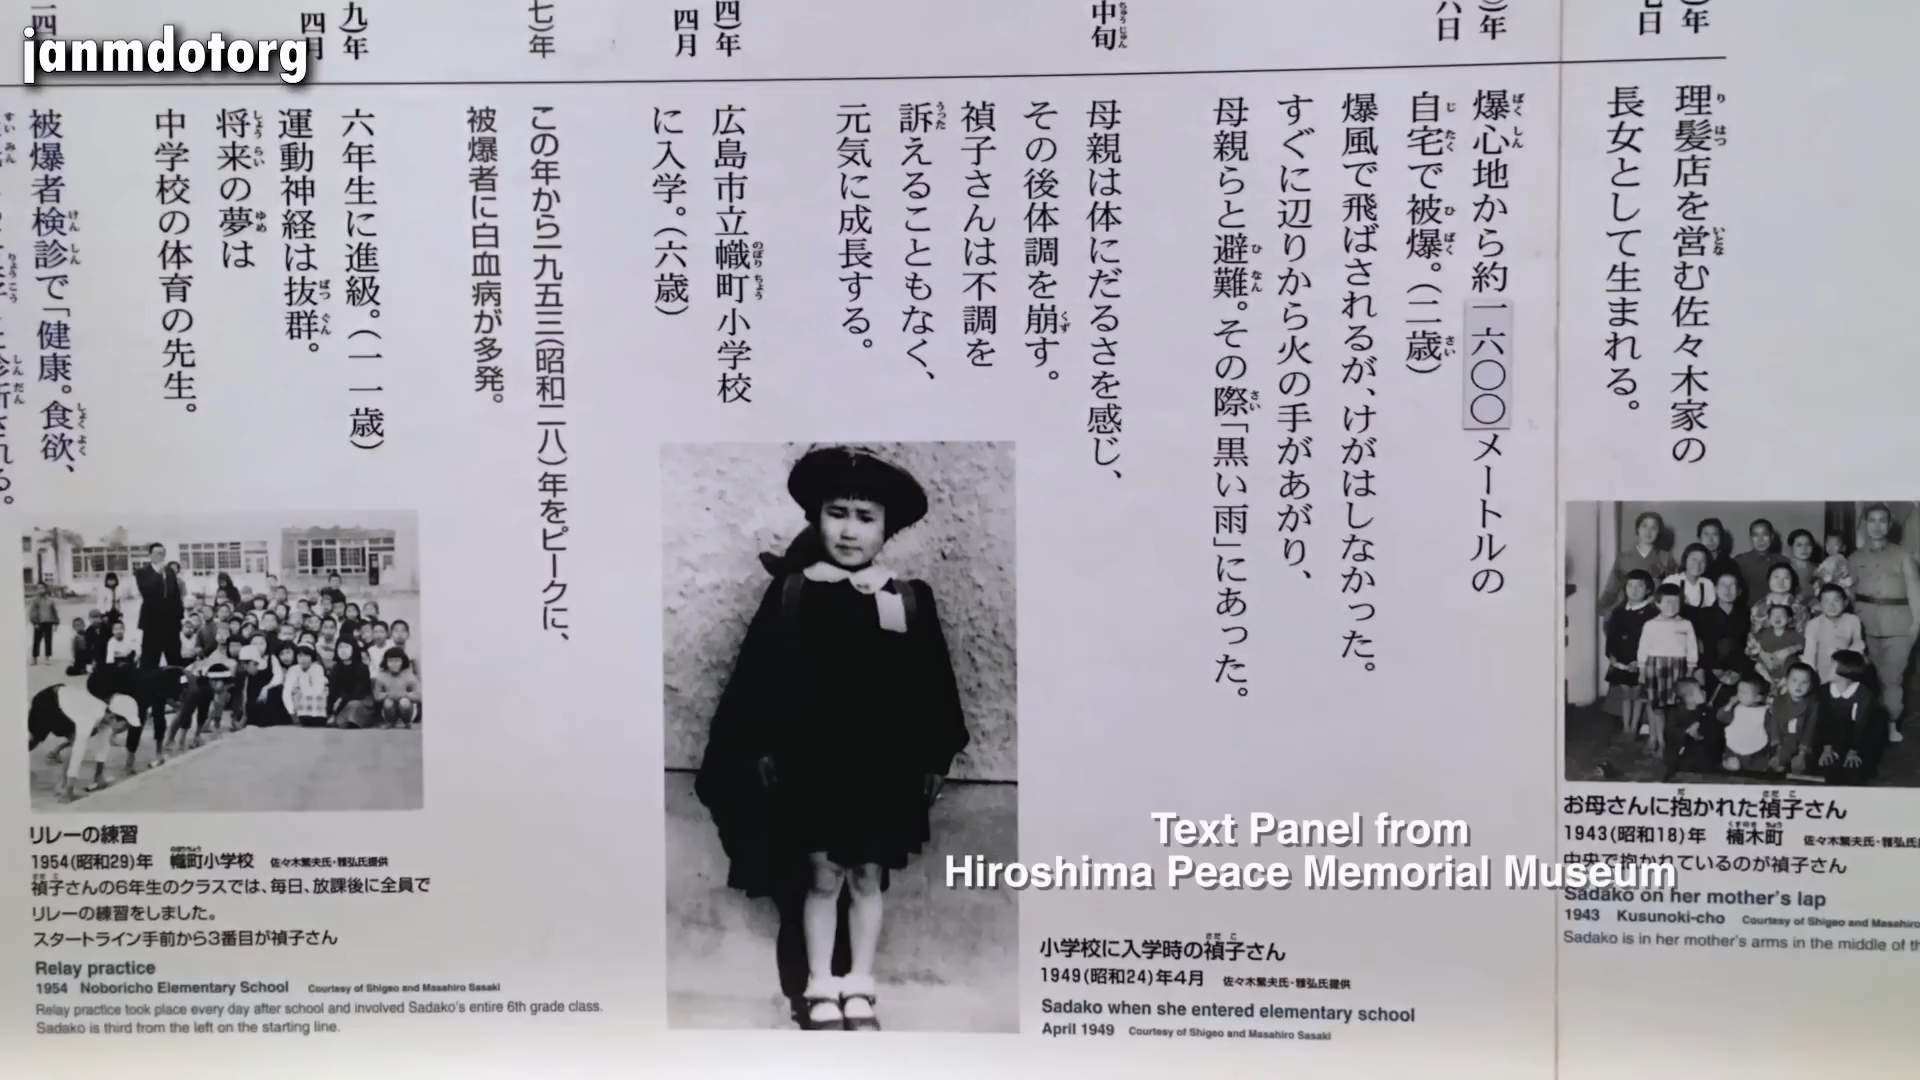 janmdotorg
年
日
理髪店を営む佐々木家の
長女として生まれる。
年
六日
爆心地から約一六〇〇メートルの
自宅で被爆。(二歳)
爆風で飛ばされるが、けがはしなかった。
すぐに辺りから火の手があがり、
母親らと避難。その際「黒い雨」にあった。
中旬
母親は体にだるさを感じ、
その後体調を崩す。
禎子さんは不調を
訴えることもなく、
元気に成長する。
四)年
四月
広島市立幟町小学校
に入学。(六歳)
七)年
この年から一九五三(昭和二八)年をピークに、
被爆者に白血病が多発。
九)年
四月
六年生に進級。(一一歳)
運動神経は抜群。
将来の夢は
中学校の体育の先生。
被爆者検診で「健康。食欲、
リレーの練習
1954(昭和29)年 幟町小学校 佐々木繁夫氏・雅弘氏提供
禎子さんの6年生のクラスでは、毎日、放課後に全員で
リレーの練習をしました。
スタートライン手前から3番目が禎子さん
Relay practice
1954 Noboricho Elementary School Courtesy of Shigeo and Masahiro Sasaki
Relay practice took place every day after school and involved Sadako's entire 6th grade class.
Sadako is third from the left on the starting line.
Text Panel from
Hiroshima Peace Memorial Museum
小学校に入学時の禎子さん
1949(昭和24)年4月 佐々木繁夫氏・雅弘氏提供
Sadako when she entered elementary school
April 1949 Courtesy of Shigeo and Masahiro Sasaki
お母さんに抱かれた禎子さん
1943(昭和18)年 楠木町 佐々木繁夫氏・雅弘
中央で抱かれているのが禎子さん
Sadako on her mother's lap
1943 Kusunoki-cho Courtesy of Shigeo and Masahiro
Sadako is in her mother's arms in the middle of